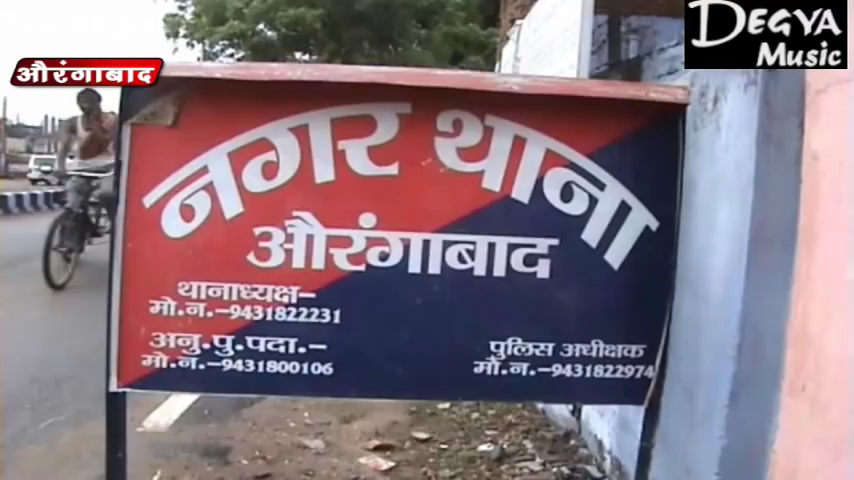 DEGYA
Music
औरंगाबाद
नगर थाना
औरंगाबाद
थानाध्यक्ष–
मो.न.–9431822231
अनु.पु.पदा.–
मो.न.–9431800106
पुलिस अधीक्षक
मो.न.–9431822974